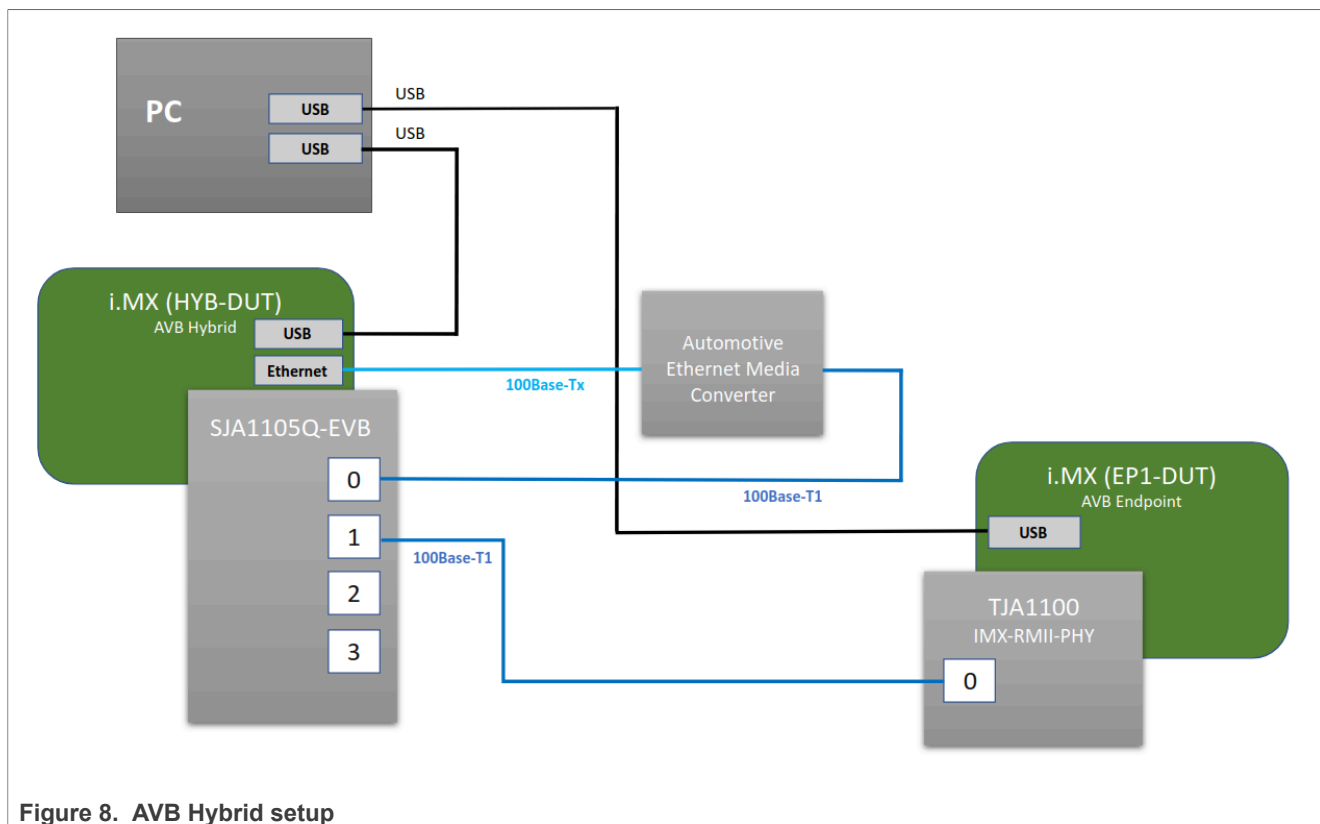 PC
USB
USB
USB
USB
i.MX (HYB-DUT)
AVB Hybrid
USB
Ethernet
100Base-Tx
Automotive
Ethernet Media
Converter
SJA1105Q-EVB
0
1
2
3
100Base-T1
100Base-T1
i.MX (EP1-DUT)
AVB Endpoint
USB
TJA1100
IMX-RMII-PHY
0
Figure 8. AVB Hybrid setup